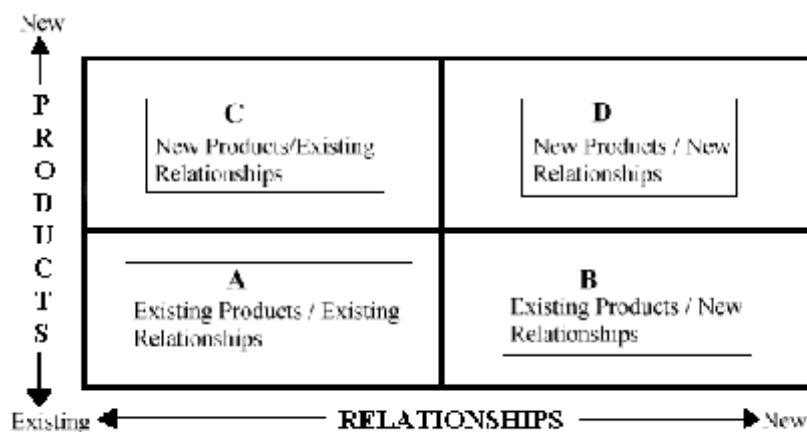 New
PRODUCTS
C
New Products/Existing
Relationships
D
New Products / New
Relationships
A
Existing Products / Existing
Relationships
B
Existing Products / New
Relationships
Existing
RELATIONSHIPS
New